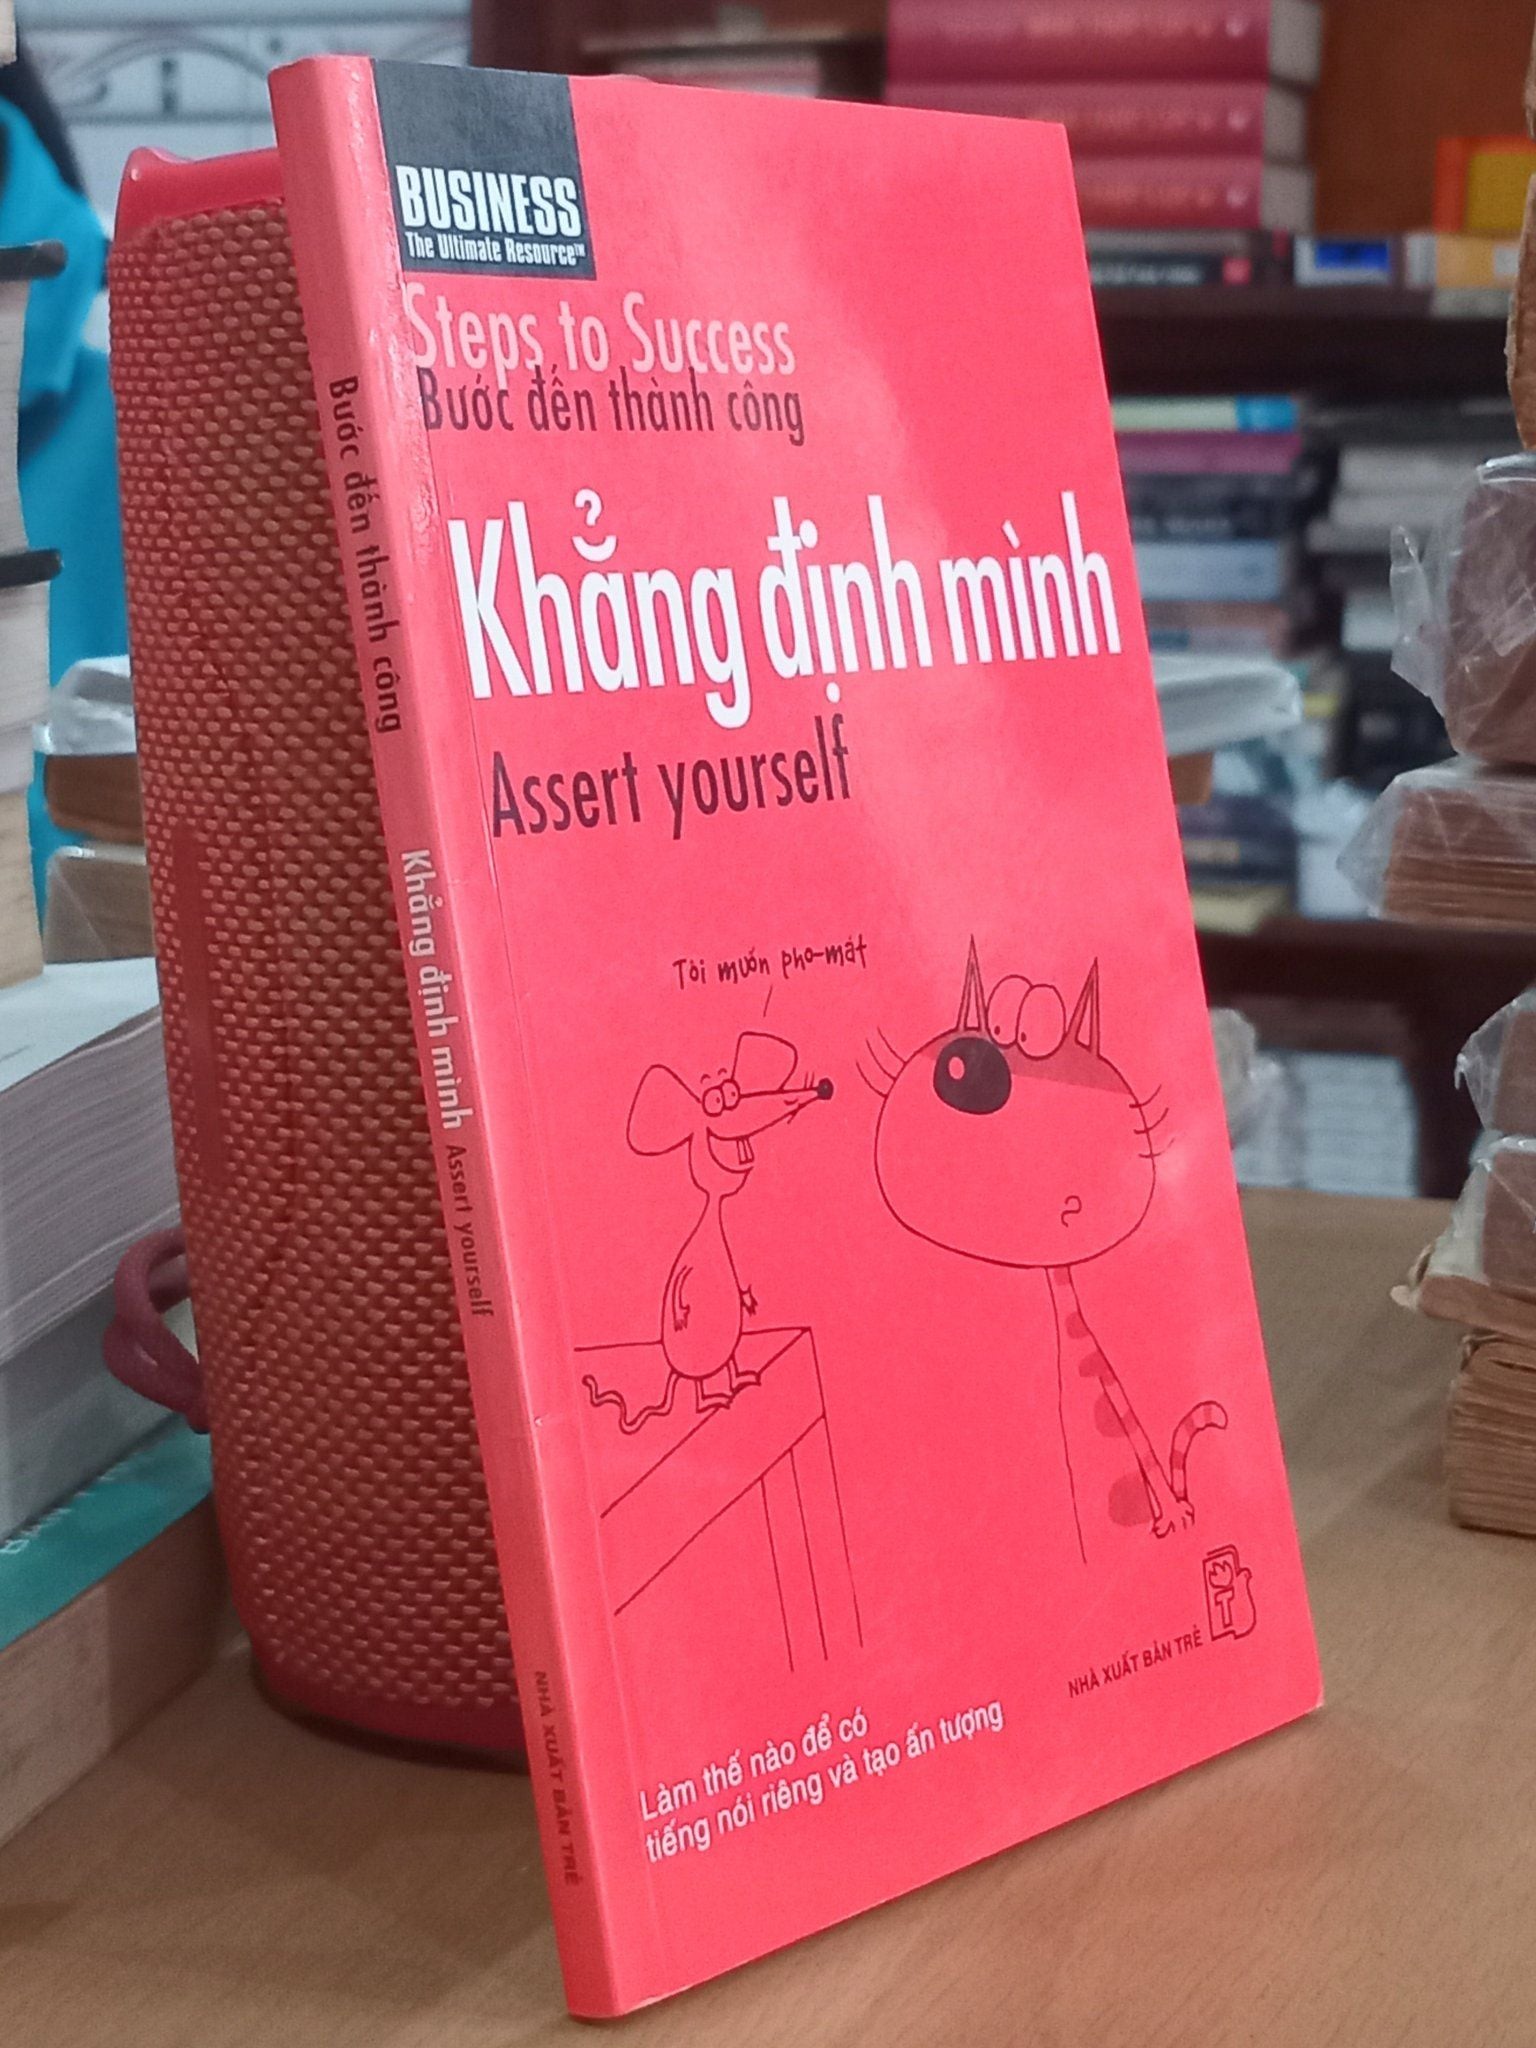 BUSINESS
The Ultimate Resource™
Steps to Success
Bước đến thành công
Khẳng định mình
Assert yourself
Tôi muốn pho-mát
T
NHÀ XUẤT BẢN TRẺ
Làm thế nào để có
tiếng nói riêng và tạo ấn tượng
Bước đến thành công
Khẳng định mình Assert yourself
NHÀ XUẤT BẢN TRẺ